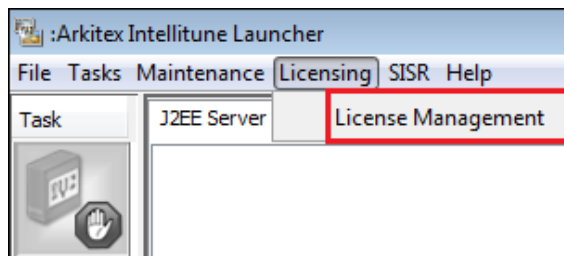 :Arkitex Intellitune Launcher
File Tasks Maintenance Licensing SISR Help
Task J2EE Server License Management